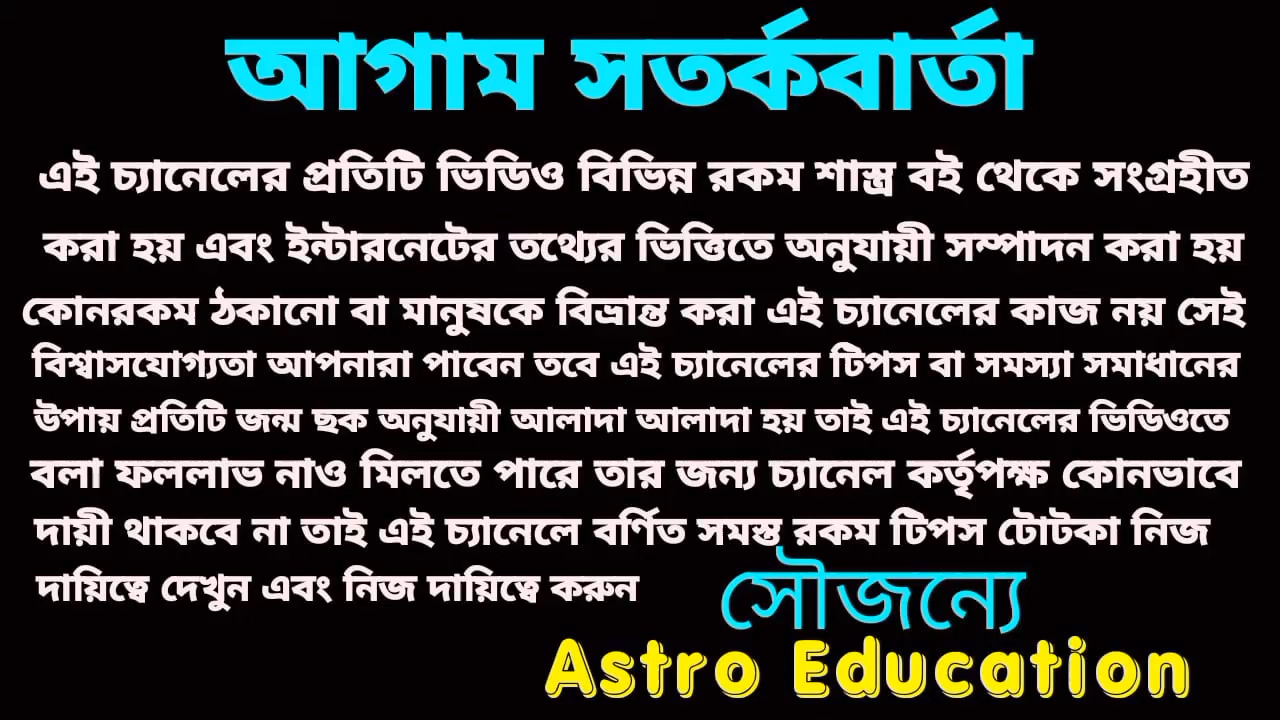 আগাম সতর্কবার্তা
এই চ্যানেলের প্রতিটি ভিডিও বিভিন্ন রকম শাস্ত্র বই থেকে সংগ্রহীত
করা হয় এবং ইন্টারনেটের তথ্যের ভিত্তিতে অনুযায়ী সম্পাদন করা হয়
কোনরকম ঠকানো বা মানুষকে বিভ্রান্ত করা এই চ্যানেলের কাজ নয় সেই
বিশ্বাসযোগ্যতা আপনারা পাবেন তবে এই চ্যানেলের টিপস বা সমস্যা সমাধানের
উপায় প্রতিটি জন্ম ছক অনুযায়ী আলাদা আলাদা হয় তাই এই চ্যানেলের ভিডিওতে
বলা ফললাভ নাও মিলতে পারে তার জন্য চ্যানেল কর্তৃপক্ষ কোনভাবে
দায়ী থাকবে না তাই এই চ্যানেলে বর্ণিত সমস্ত রকম টিপস টোটকা নিজ
দায়িত্বে দেখুন এবং নিজ দায়িত্বে করুন
সৌজন্যে
Astro Education